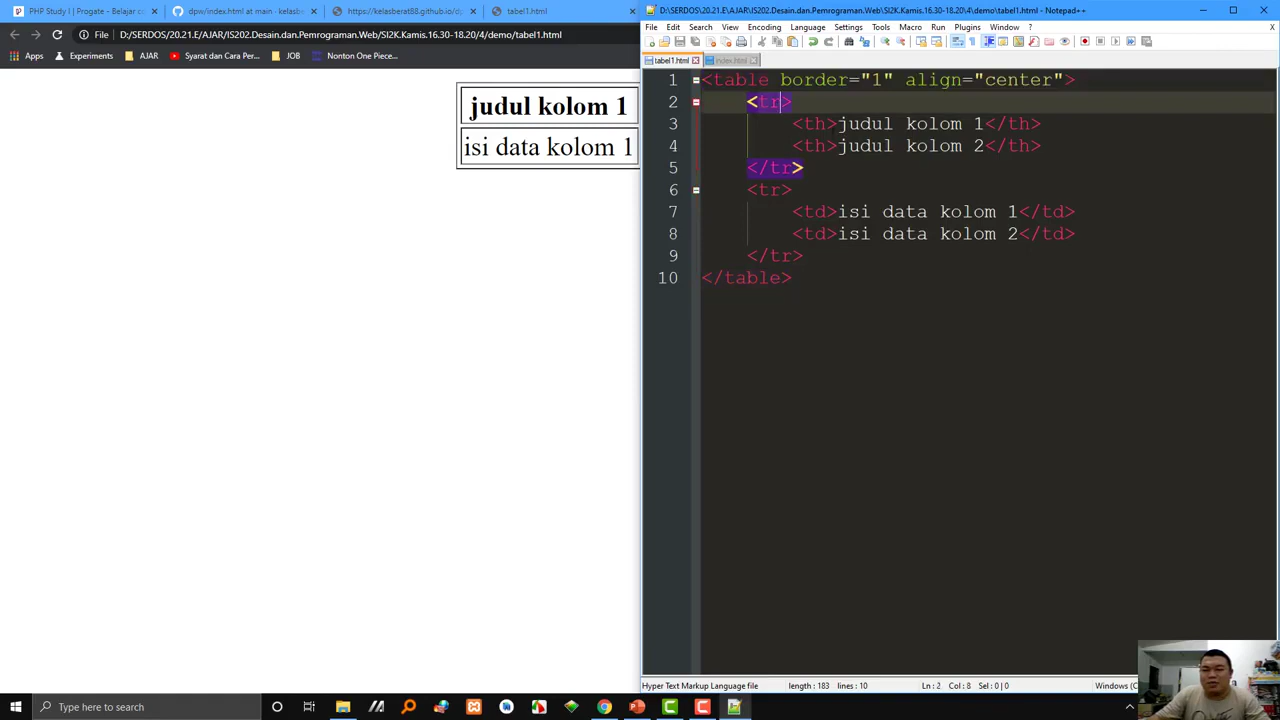 PHP Study I | Progate - Belajar c
dpw/index.html at main · kelasbe
https://kelasberat88.github.io/d
tabel1.html
File
D:/SERDOS/20.21.E/AJAR/IS202.Desain.dan.Pemrograman.Web/SI2K.Kamis.16.30-18.20/4/demo/tabel1.html
Apps
Experiments
AJAR
Syarat dan Cara Per...
JOB
Nonton One Piece...
judul kolom 1
isi data kolom 1
D:\SERDOS\20.21.E\AJAR\IS202.Desain.dan.Pemrograman.Web\SI2K.Kamis.16.30-18.20\4\demo\tabel1.html - Notepad++
File Edit Search View Encoding Language Settings Tools Macro Run Plugins Window ?
X
tabel1.html
index.html
1 <table border="1" align="center">
2 <tr>
3 <th>judul kolom 1</th>
4 <th>judul kolom 2</th>
5 </tr>
6 <tr>
7 <td>isi data kolom 1</td>
8 <td>isi data kolom 2</td>
9 </tr>
10 </table>
Hyper Text Markup Language file
length : 183 lines : 10
Ln : 2 Col : 8 Sel : 0 | 0
Windows (C
Type here to search